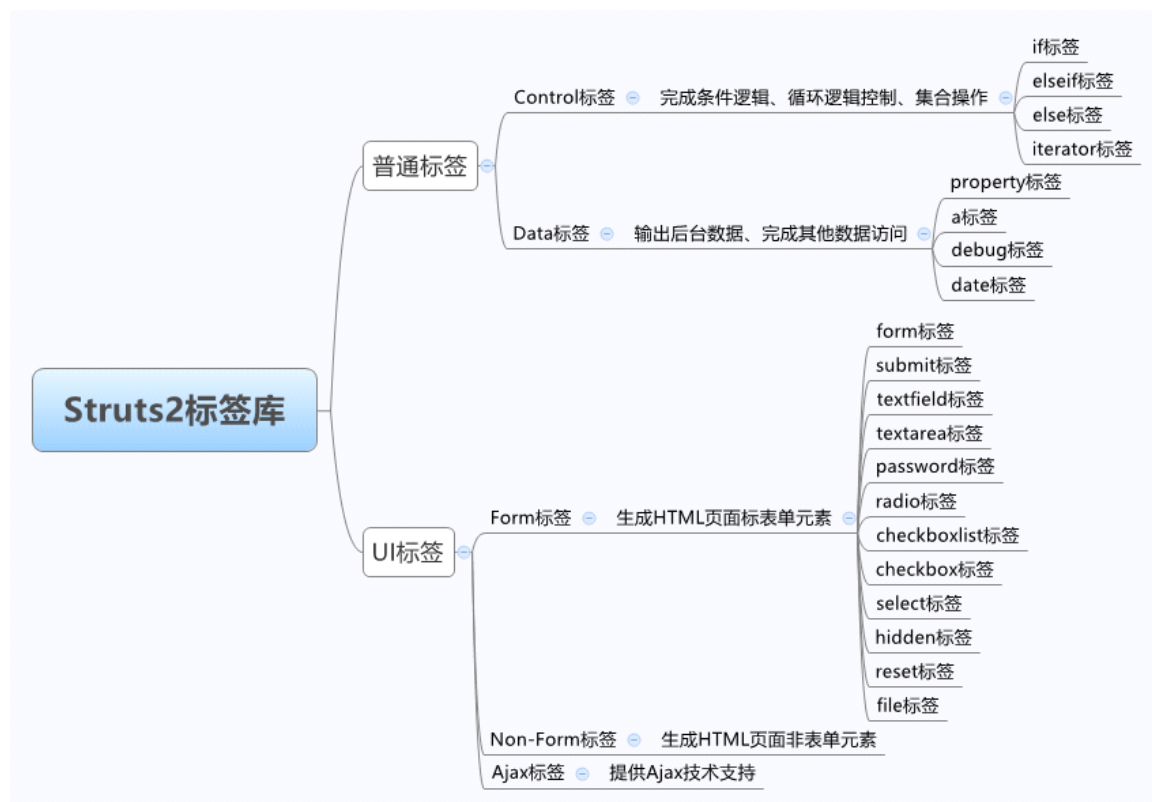 Struts2标签库
普通标签
Control标签
完成条件逻辑、循环逻辑控制、集合操作
if标签
elseif标签
else标签
iterator标签
Data标签
输出后台数据、完成其他数据访问
property标签
a标签
debug标签
date标签
UI标签
Form标签
生成HTML页面标表单元素
form标签
submit标签
textfield标签
textarea标签
password标签
radio标签
checkboxlist标签
checkbox标签
select标签
hidden标签
reset标签
file标签
Non-Form标签
生成HTML页面非表单元素
Ajax标签
提供Ajax技术支持